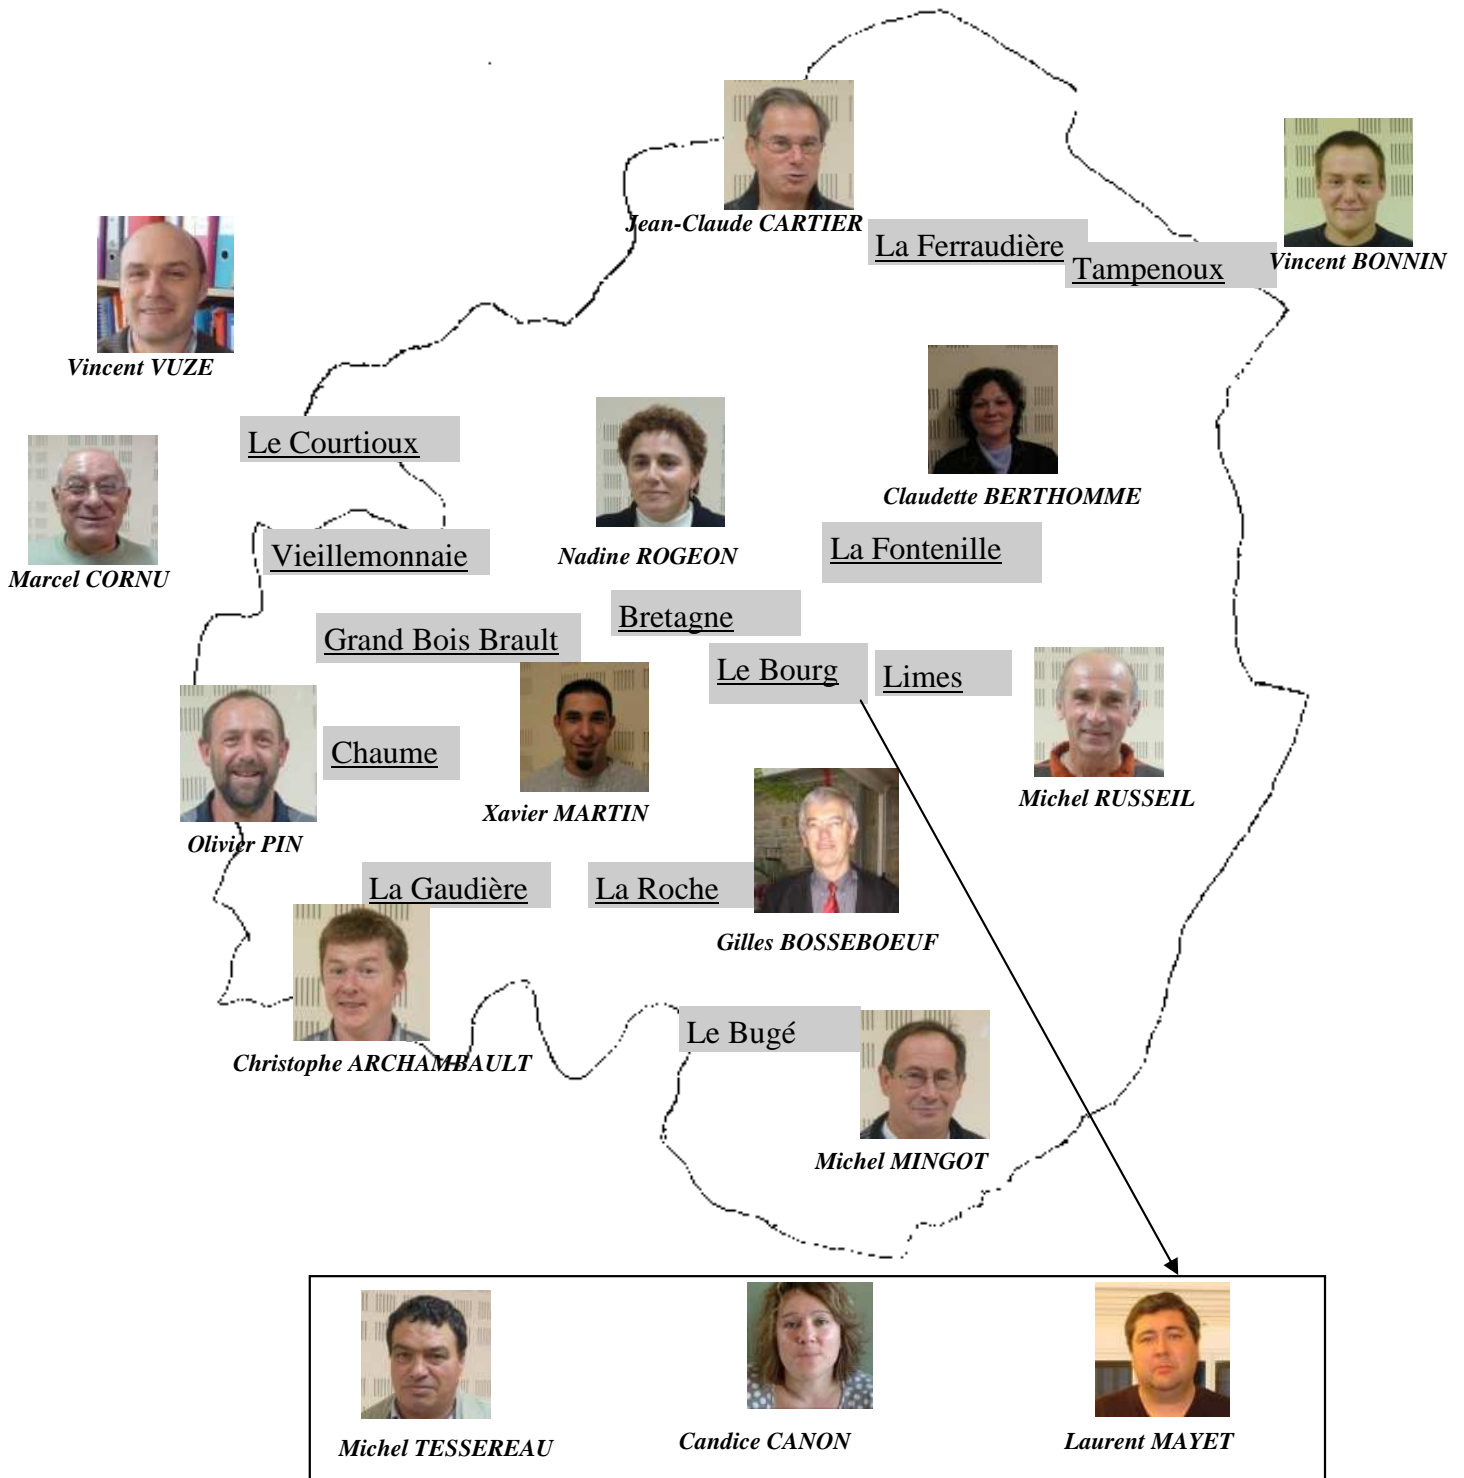 Jean-Claude CARTIER
La Ferraudière
Tampenoux
Vincent BONNIN
Vincent VUZE
Le Courtioux
Claudette BERTHOMME
Marcel CORNU
Vieillemonnaie
Nadine ROGEON
La Fontenille
Bretagne
Grand Bois Brault
Le Bourg
Limes
Chaume
Xavier MARTIN
Michel RUSSEIL
Olivier PIN
La Gaudière
La Roche
Gilles BOSSEBOEUF
Christophe ARCHAMBAULT
Le Bugé
Michel MINGOT
Michel TESSEREAU
Candice CANON
Laurent MAYET